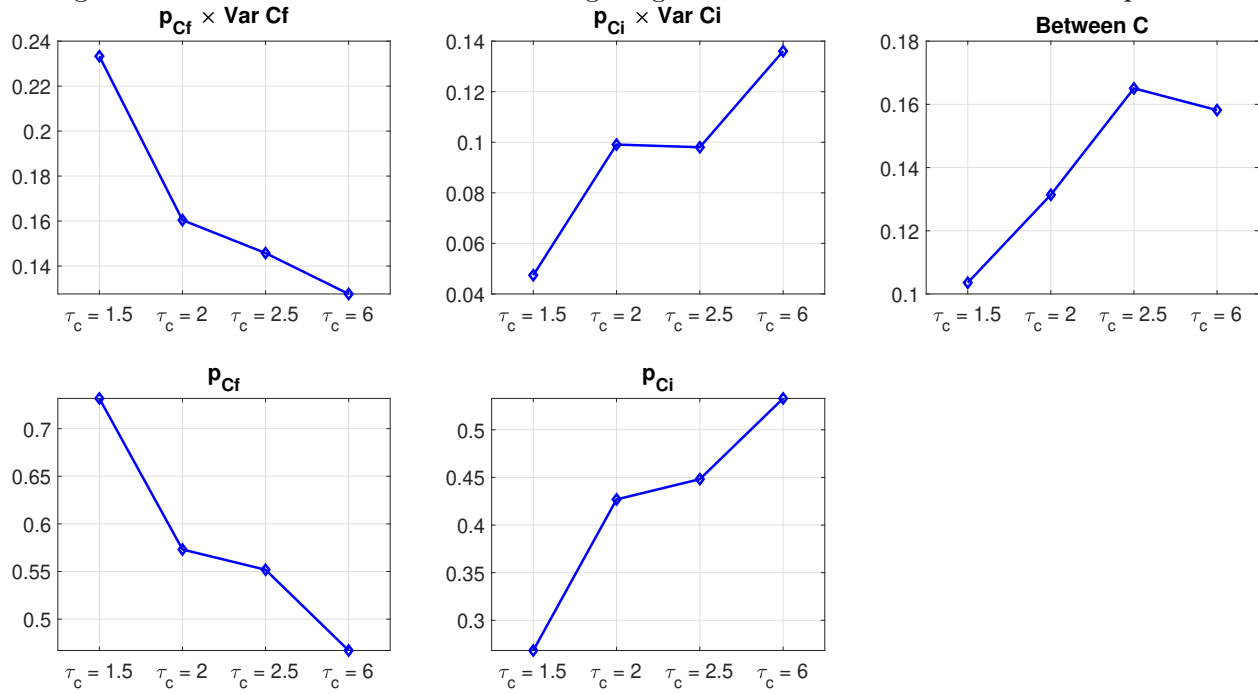 p_Cf × Var Cf
0.24
0.22
0.2
0.18
0.16
0.14
τ_c = 1.5 τ_c = 2 τ_c = 2.5 τ_c = 6
p_Ci × Var Ci
0.14
0.12
0.1
0.08
0.06
0.04
τ_c = 1.5 τ_c = 2 τ_c = 2.5 τ_c = 6
Between C
0.18
0.16
0.14
0.12
0.1
τ_c = 1.5 τ_c = 2 τ_c = 2.5 τ_c = 6
p_Cf
0.7
0.65
0.6
0.55
0.5
τ_c = 1.5 τ_c = 2 τ_c = 2.5 τ_c = 6
p_Ci
0.5
0.45
0.4
0.35
0.3
τ_c = 1.5 τ_c = 2 τ_c = 2.5 τ_c = 6